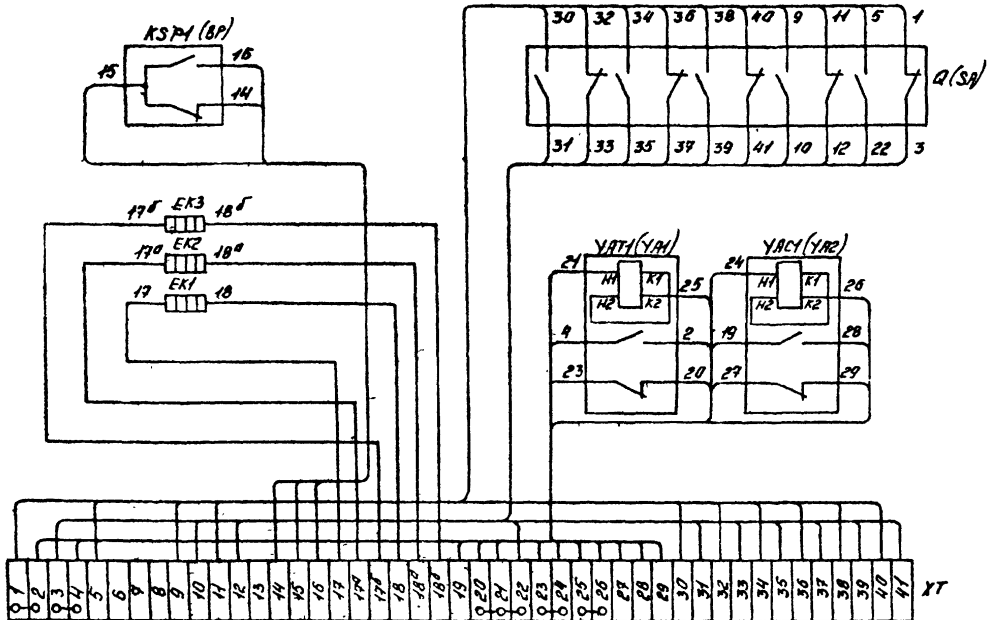 30 32 34 36 38 40 9 11 5 1
KSP1 (BP)
15 16
14
Q (SA)
31 33 35 37 39 41 10 12 22 3
17б EK3 18б
17а EK2 18а
17 EK1 18
YAT1 (YA1) YAC1 (YA2)
21 H1 K1 25 24 H1 K1 26
H2 K2 H2 K2
4 2 19 28
23 20 27 29
1 2 3 4 5 6 7 8 9 10 11 12 13 14 15 16 17 17а 17б 18 18а 18б 19 20 21 22 23 24 25 26 27 28 29 30 31 32 33 34 35 36 37 38 39 40 41 XT